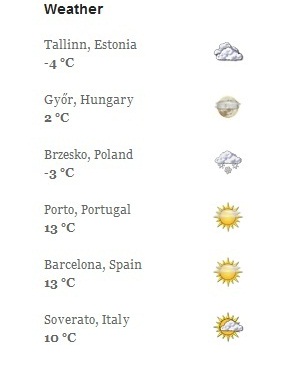 Weather
Tallinn, Estonia
-4 °C
Győr, Hungary
2 °C
Brzesko, Poland
-3 °C
Porto, Portugal
13 °C
Barcelona, Spain
13 °C
Soverato, Italy
10 °C